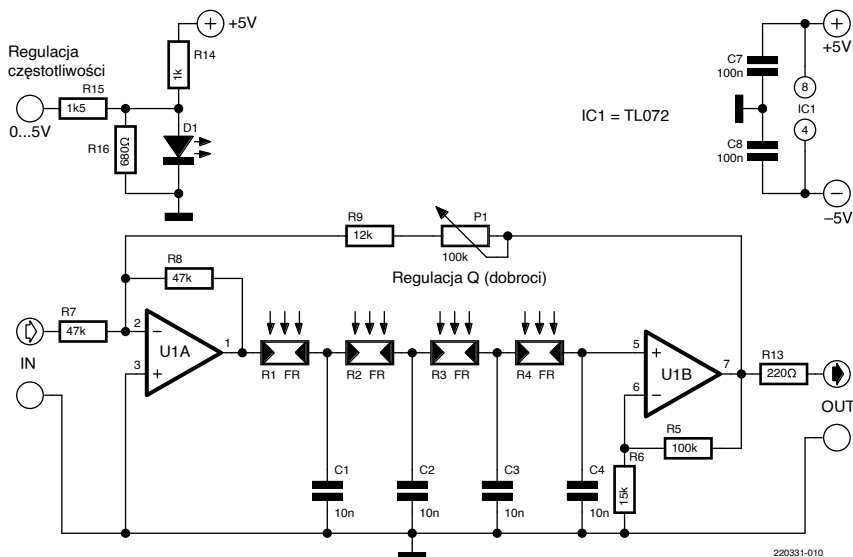 +5V
Regulacja
częstotliwości
R14
1k
R15
1k5
0...5V
R16
680Ω
D1
IC1 = TL072
C7
100n
+5V
8
IC1
4
C8
100n
−5V
R9
12k
P1
100k
Regulacja Q (dobroci)
R8
47k
R7
47k
IN
2
3
1
U1A
R1 FR
R2 FR
R3 FR
R4 FR
5
6
7
U1B
R13
220Ω
OUT
R5
100k
R6
15k
C1
10n
C2
10n
C3
10n
C4
10n
220331-010